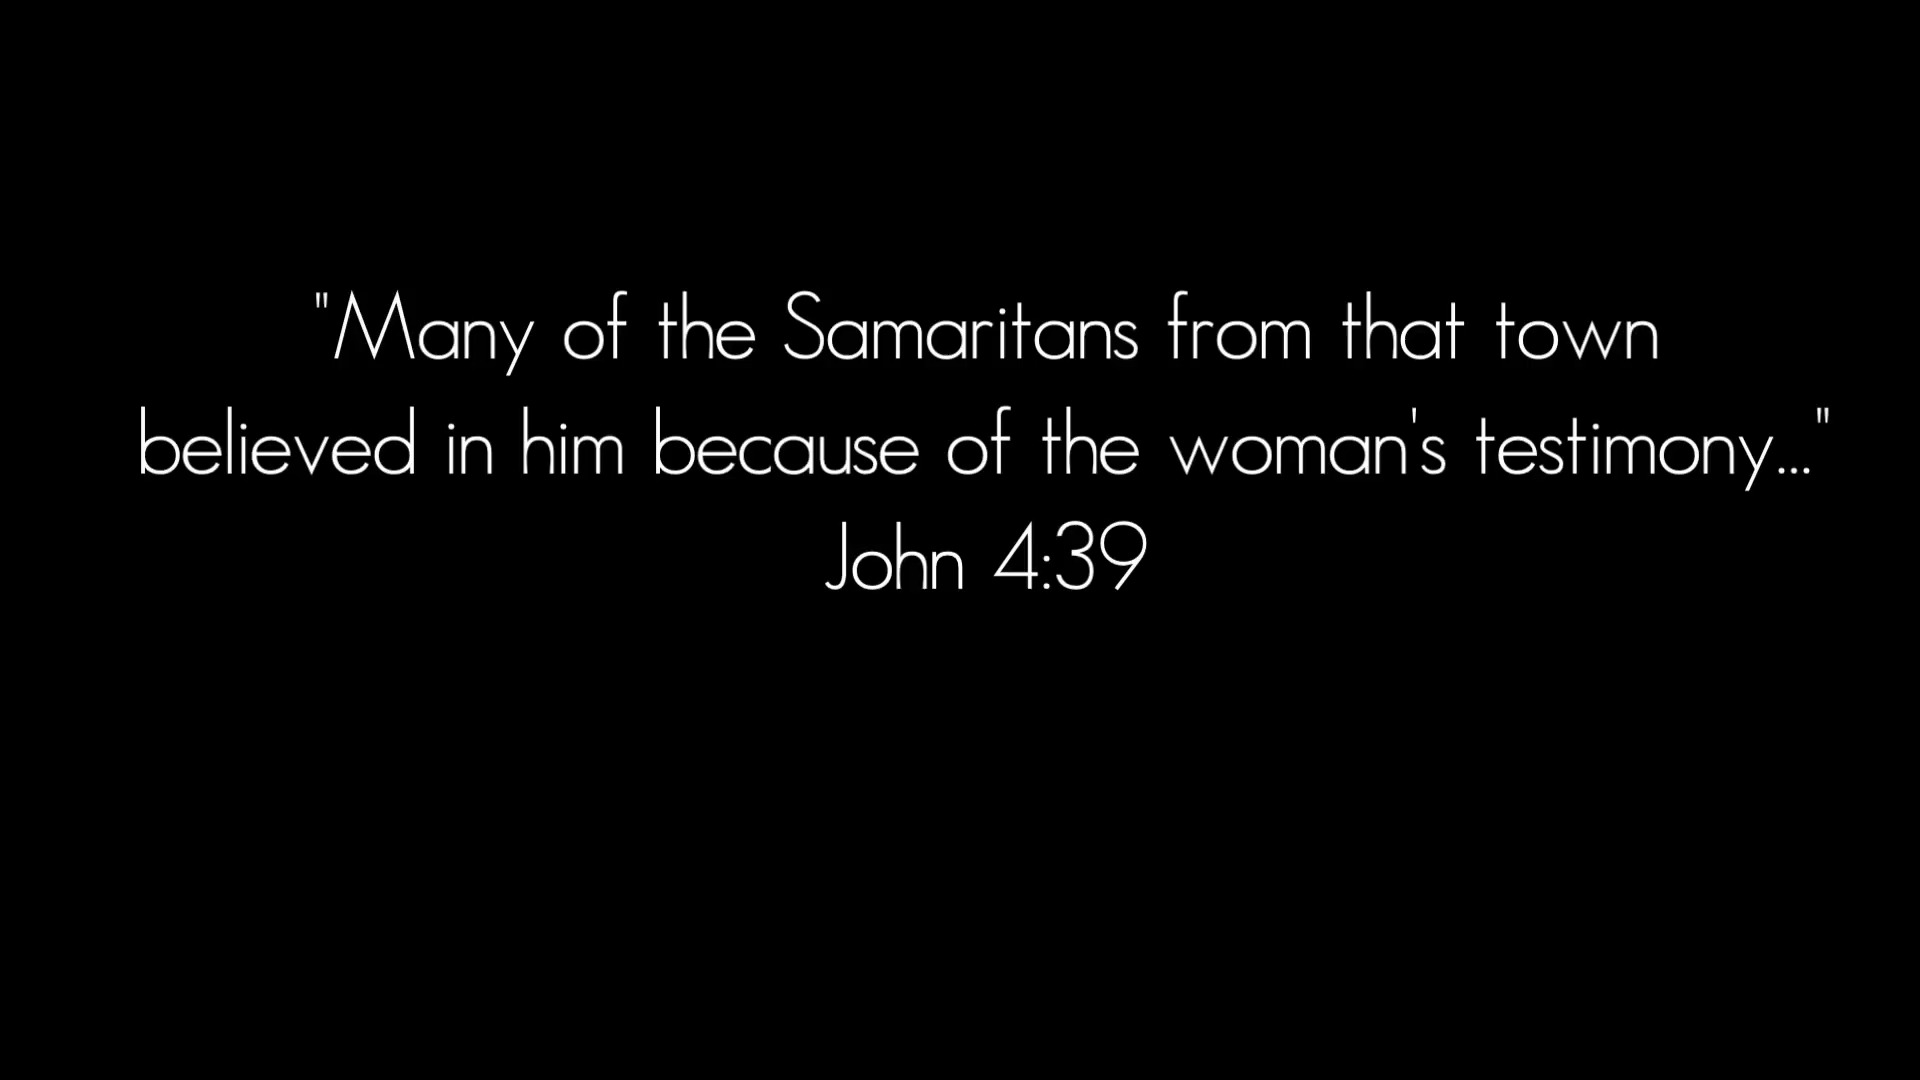 "Many of the Samaritans from that town
believed in him because of the woman's testimony..."
John 4:39